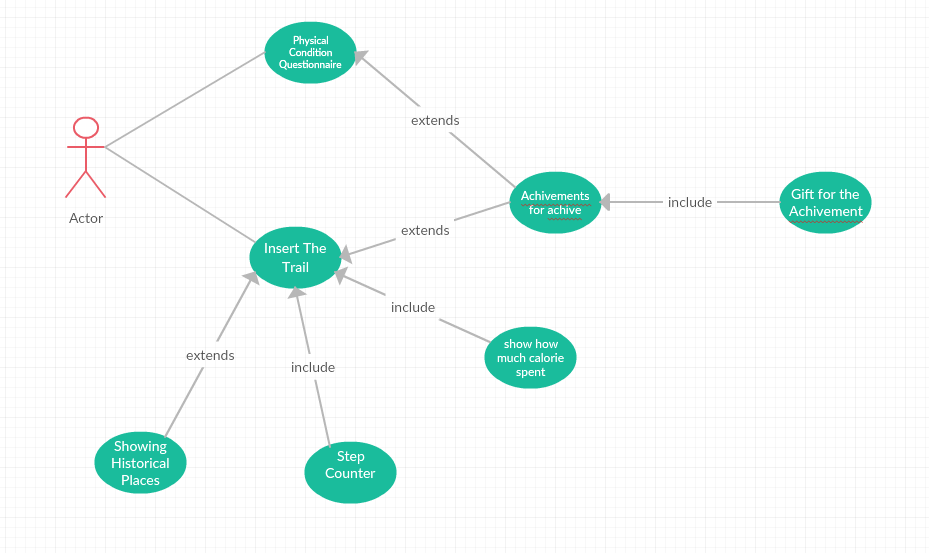 Physical
Condition
Questionnaire
extends
Actor
Achivements
for achive
include
Gift for the
Achivement
extends
Insert The
Trail
include
show how
much calorie
spent
extends
include
Showing
Historical
Places
Step
Counter